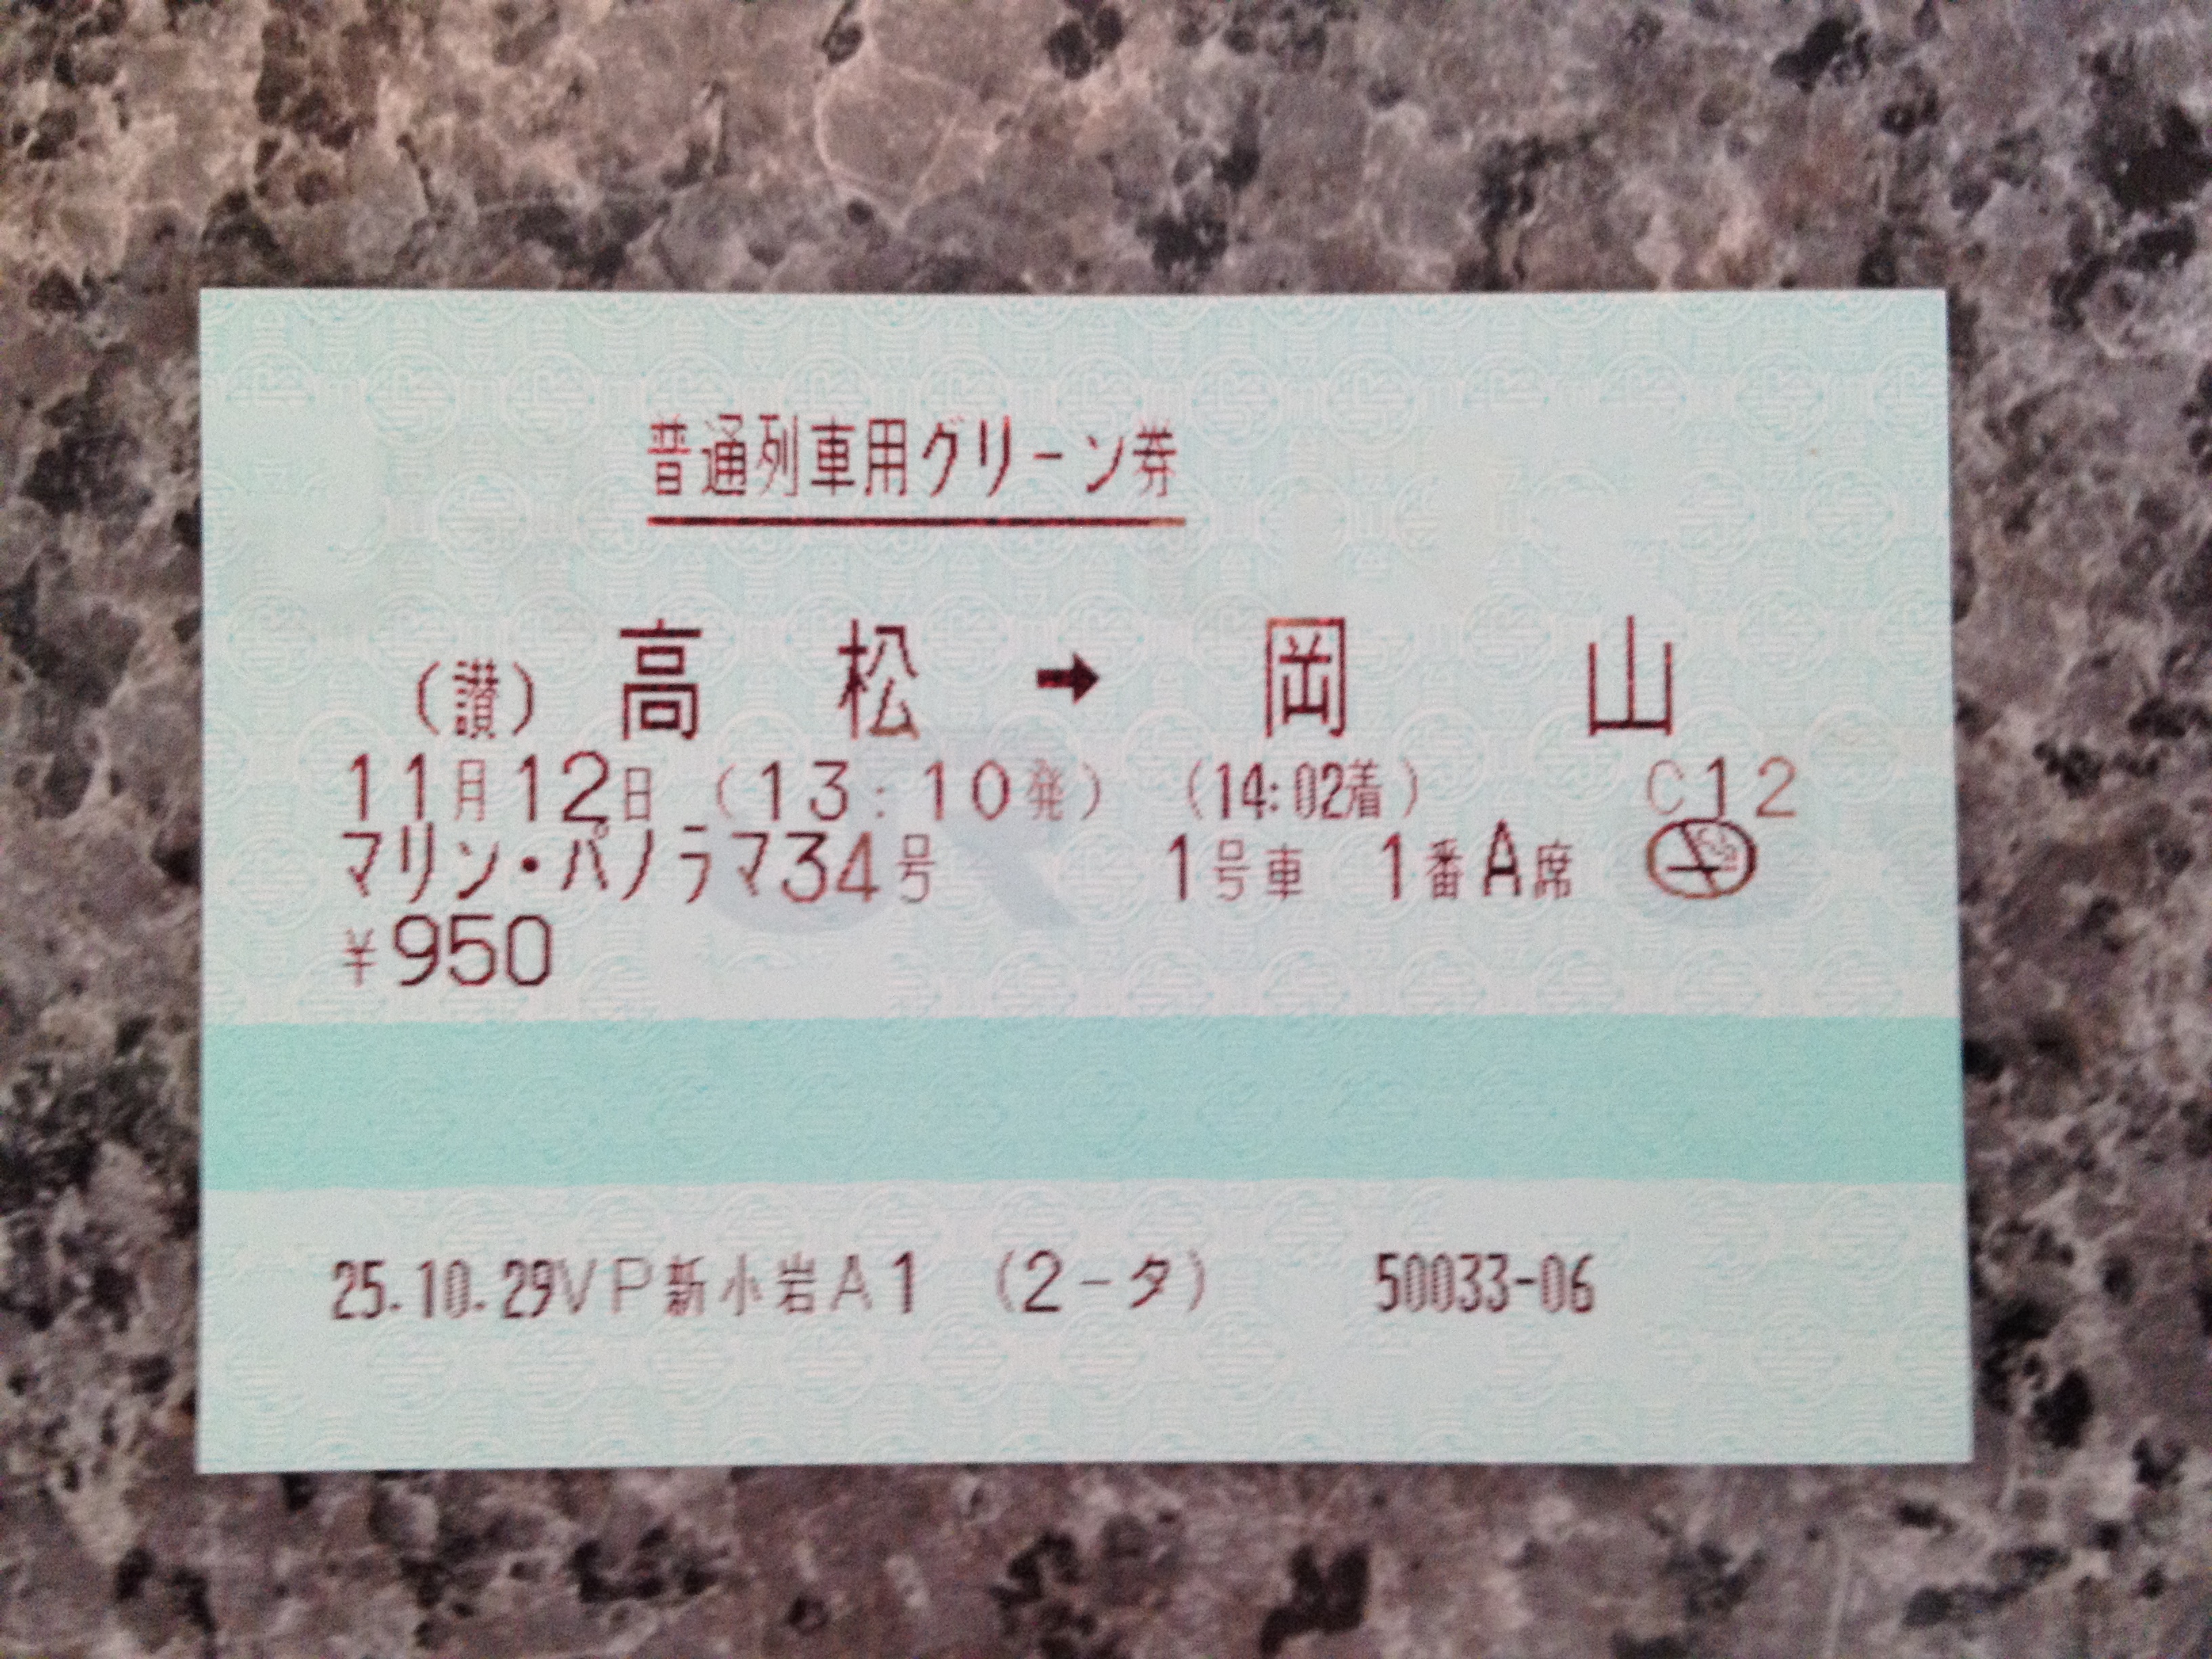 普通列車用グリーン券
(讃)高松➡岡山
11月12日(13:10発)(14:02着) C12
マリン・パノラマ34号 1号車 1番A席
¥950
25.10.29VP新小岩A1 (2-タ) 50033-06